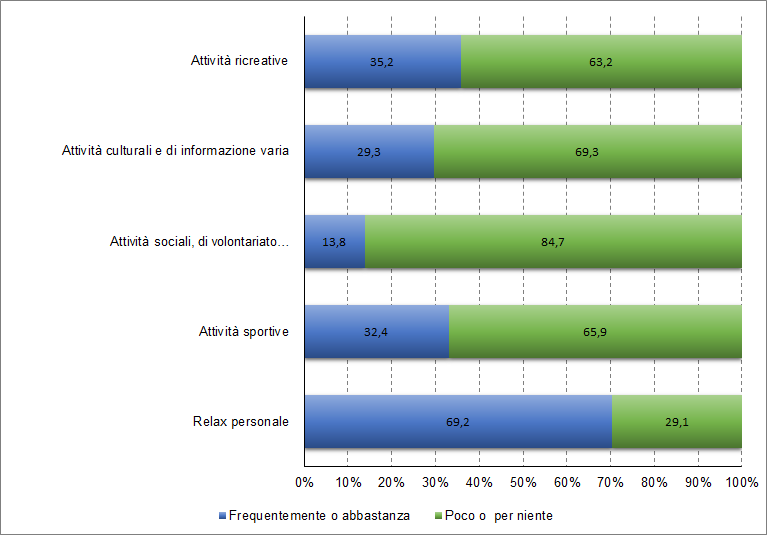 Attività ricreative
35,2 63,2
Attività culturali e di informazione varia
29,3 69,3
Attività sociali, di volontariato…
13,8 84,7
Attività sportive
32,4 65,9
Relax personale
69,2 29,1
0% 10% 20% 30% 40% 50% 60% 70% 80% 90% 100%
Frequentemente o abbastanza Poco o per niente